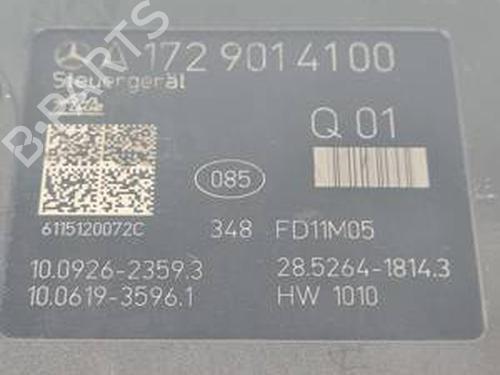 A 172 901 41 00
Steuergerät
Q 01
085
6115120072C 348 FD11M05
10.0926-2359.3 28.5264-1814.3
10.0619-3596.1 HW 1010
B-PARTS